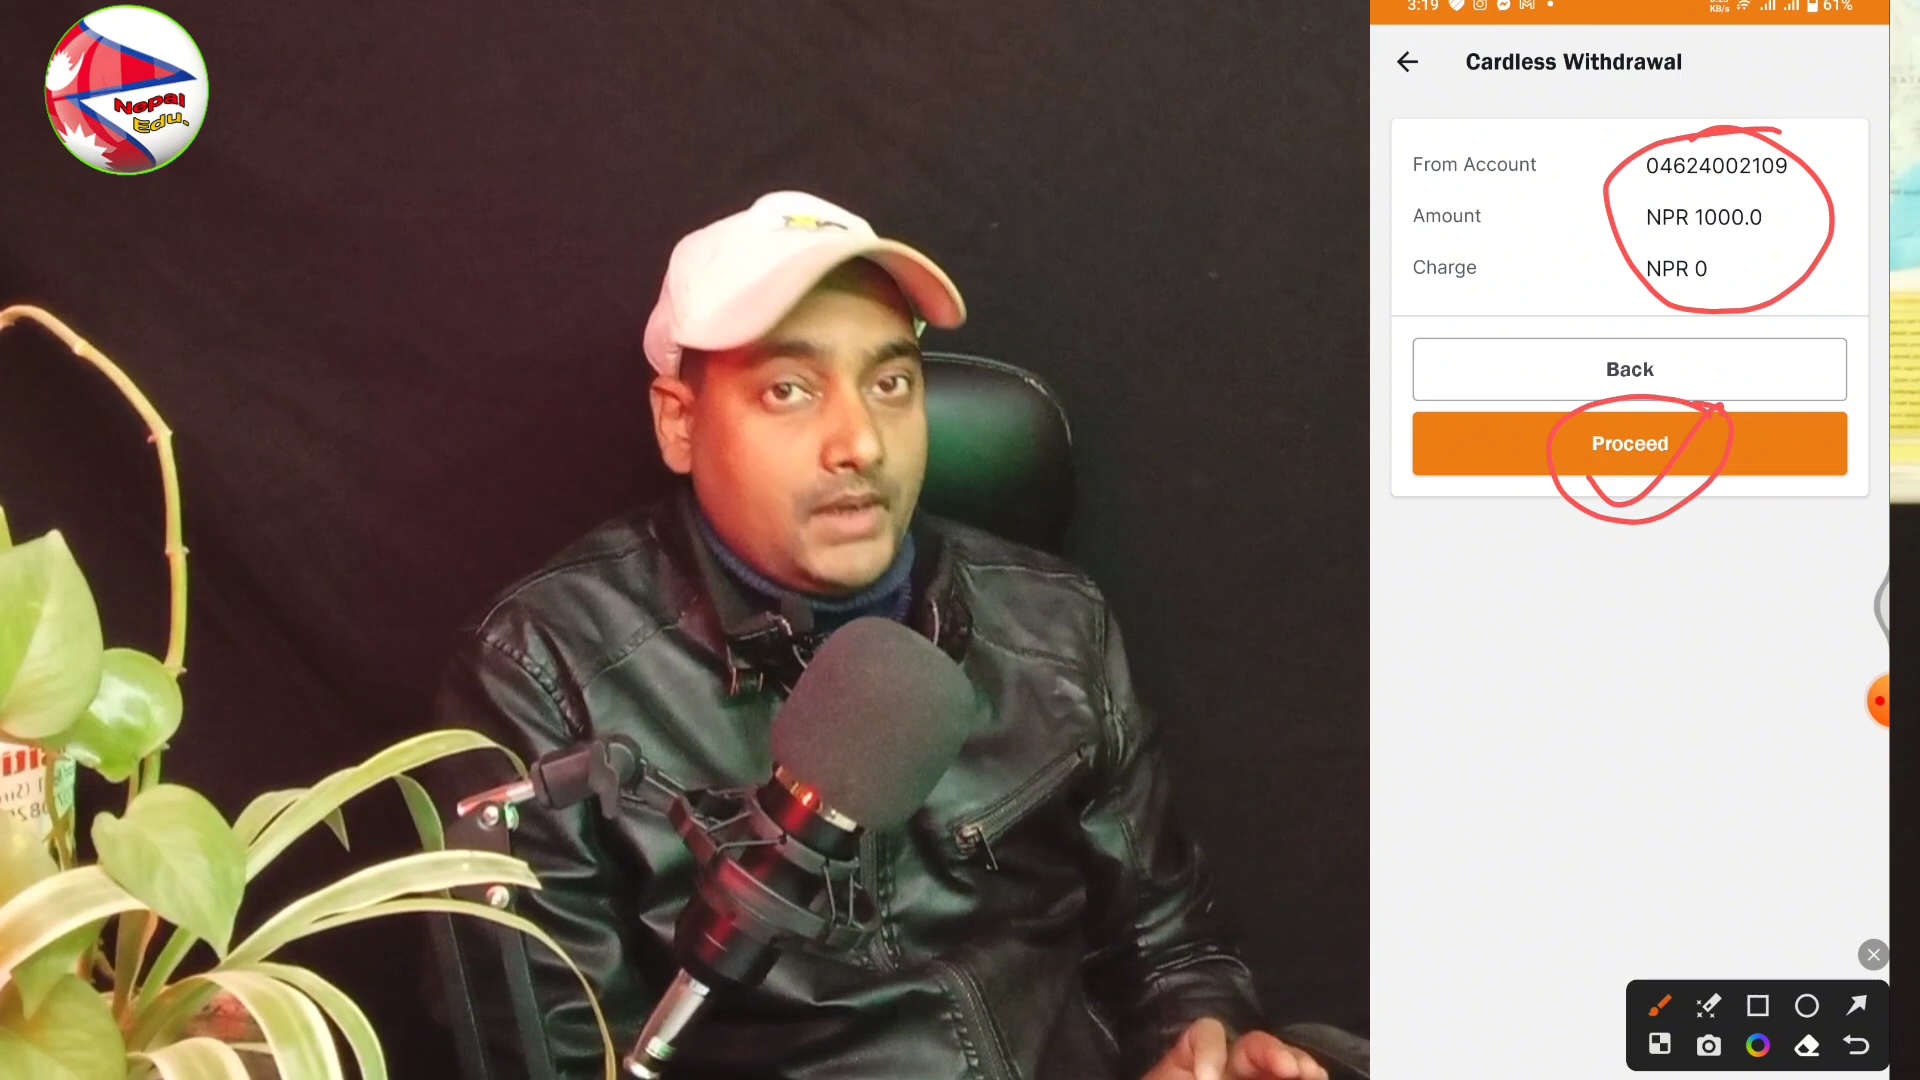 Nepal
Edu.
3:19
KB/s
61%
Cardless Withdrawal
From Account 04624002109
Amount NPR 1000.0
Charge NPR 0
Back
Proceed